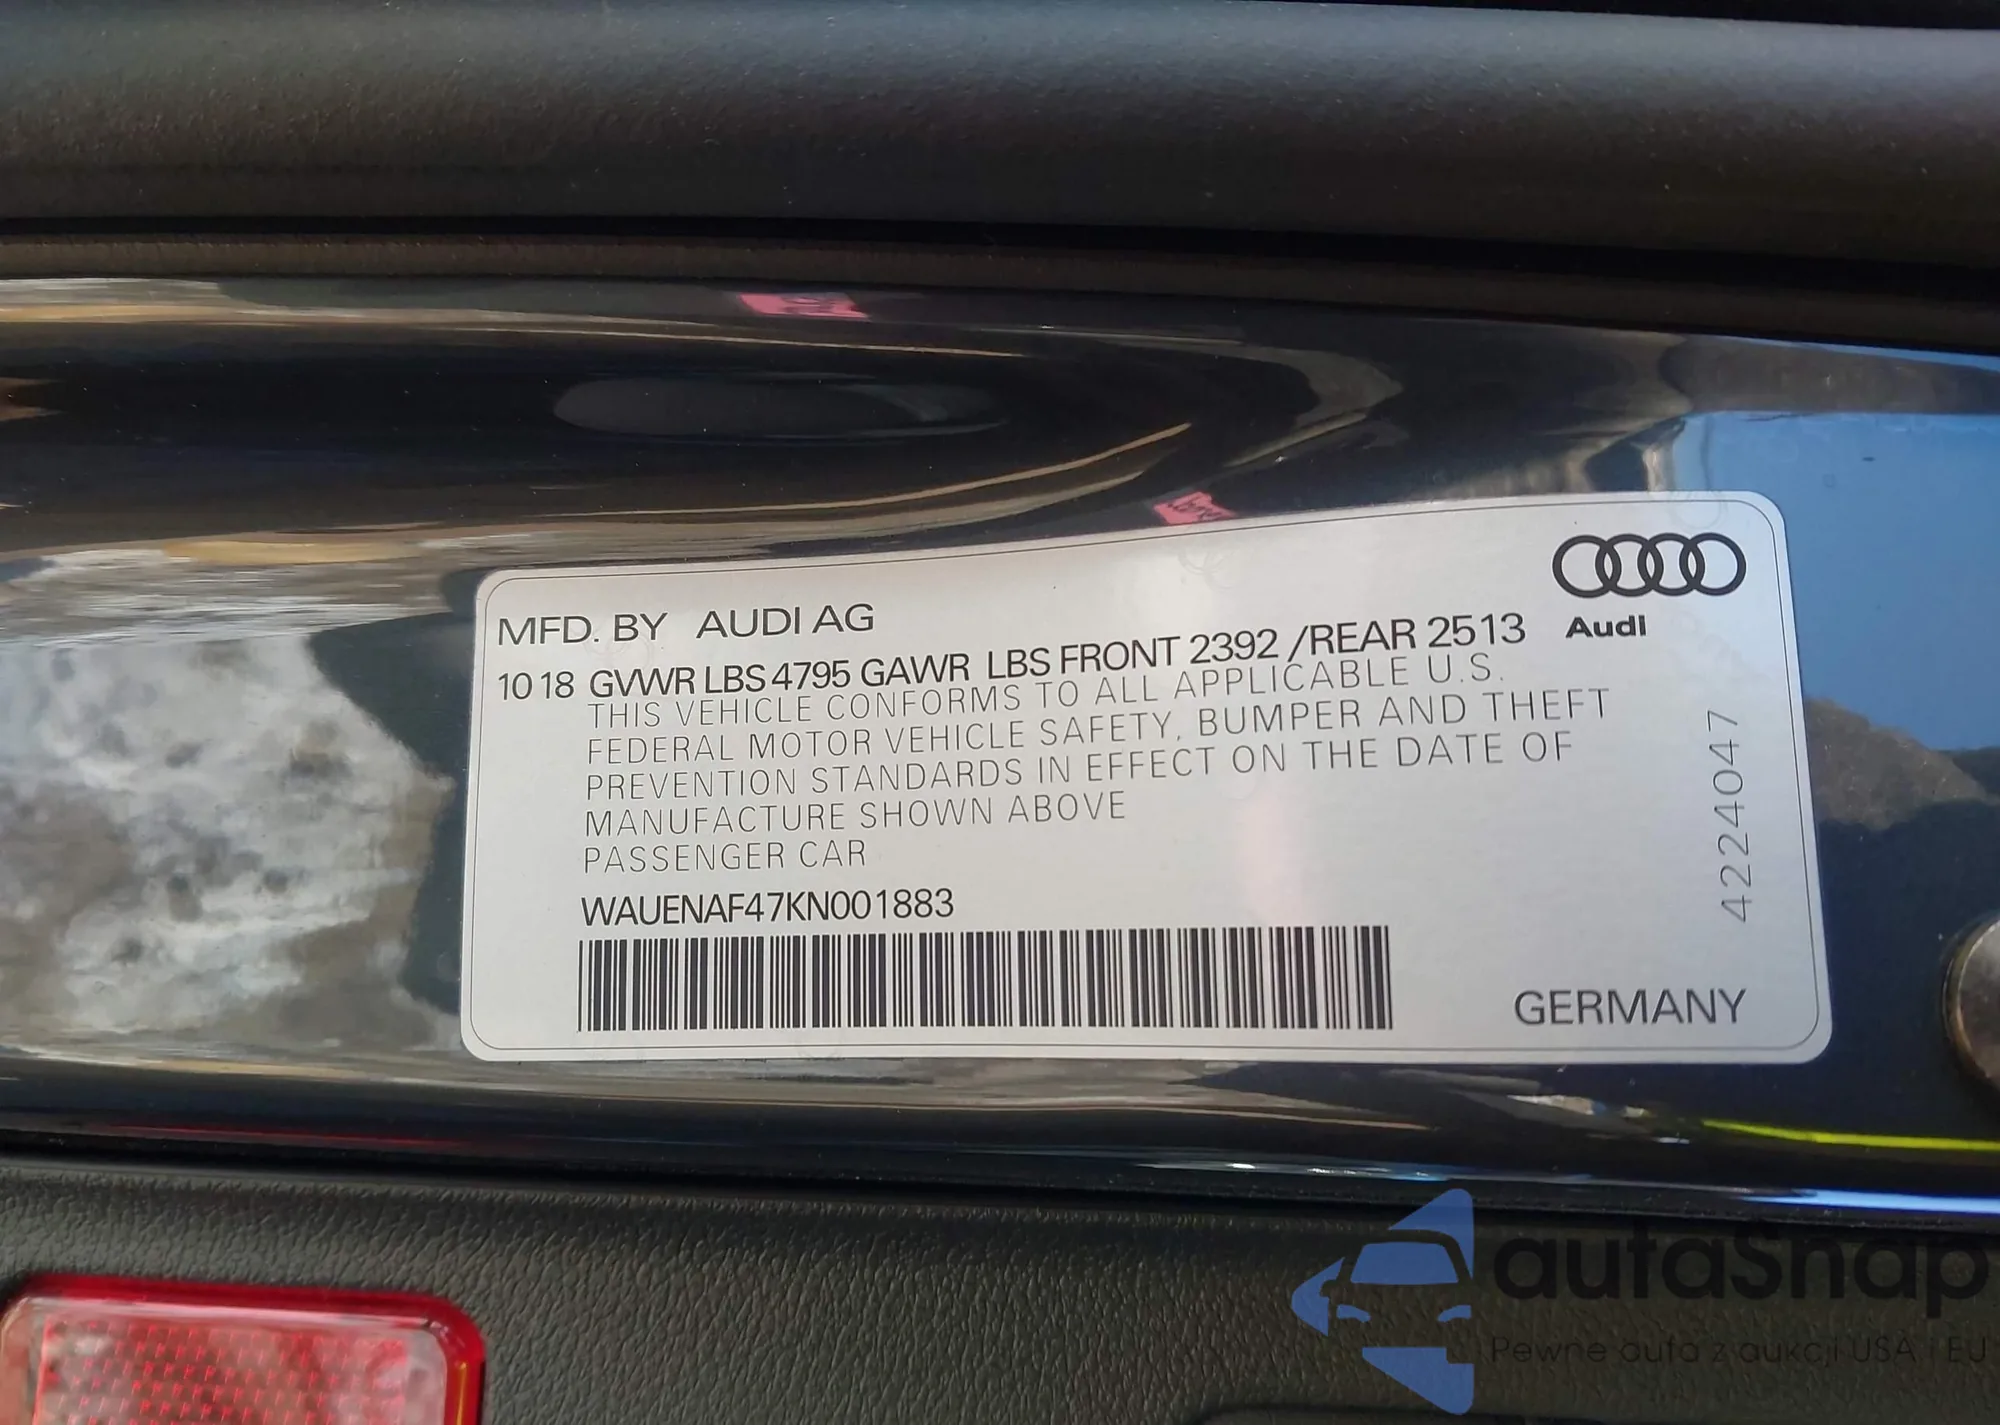 MFD. BY AUDI AG
Audi
10 18 GVWR LBS 4795 GAWR LBS FRONT 2392 /REAR 2513
THIS VEHICLE CONFORMS TO ALL APPLICABLE U.S.
FEDERAL MOTOR VEHICLE SAFETY, BUMPER AND THEFT
PREVENTION STANDARDS IN EFFECT ON THE DATE OF
MANUFACTURE SHOWN ABOVE
PASSENGER CAR
4224047
WAUENAF47KN001883
GERMANY
autaSnap
Pewne auta z aukcji USA i EU